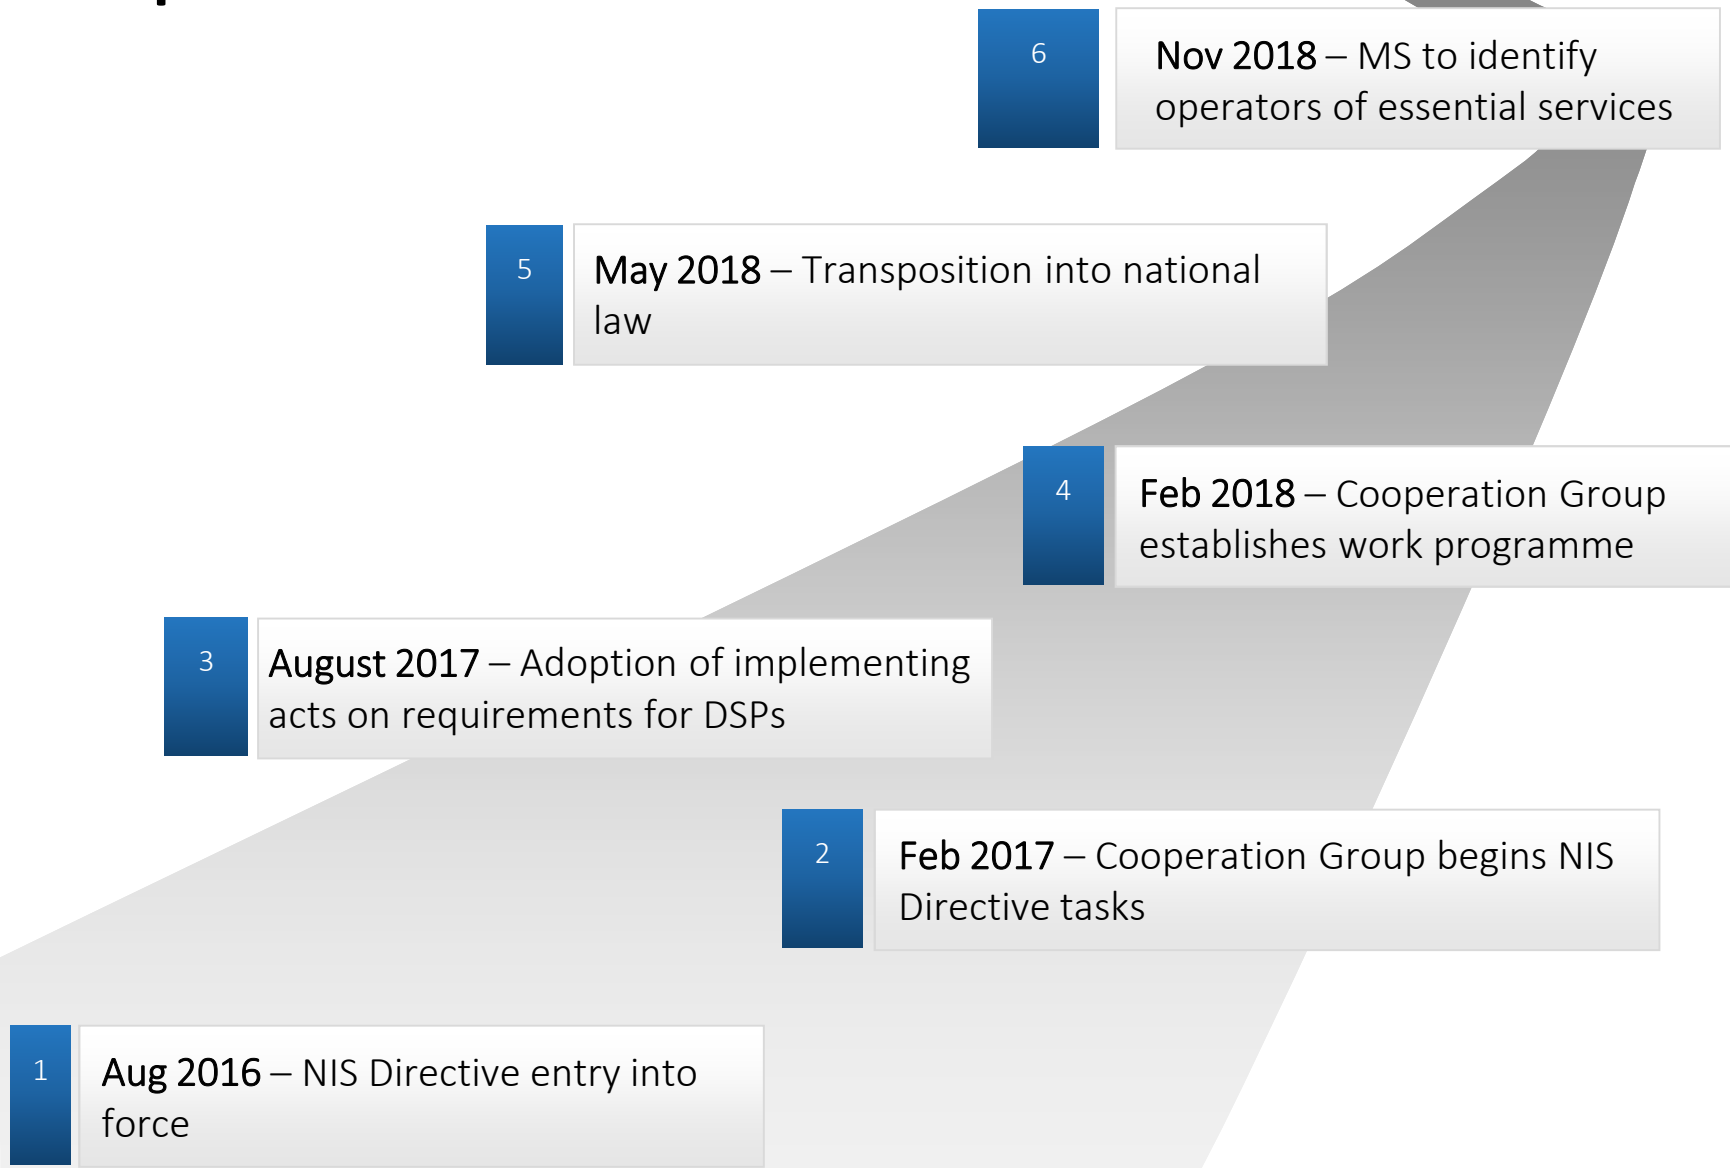 6
Nov 2018 – MS to identify
operators of essential services
5
May 2018 – Transposition into national
law
4
Feb 2018 – Cooperation Group
establishes work programme
3
August 2017 – Adoption of implementing
acts on requirements for DSPs
2
Feb 2017 – Cooperation Group begins NIS
Directive tasks
1
Aug 2016 – NIS Directive entry into
force